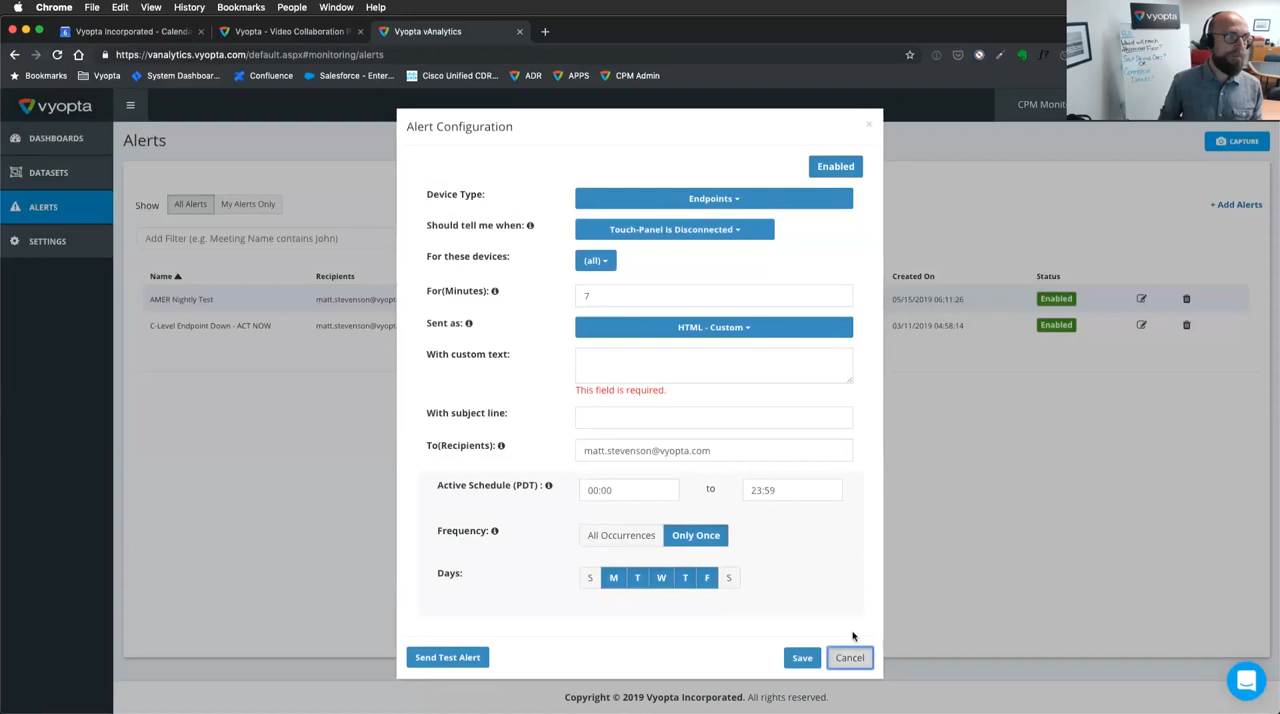 Chrome File Edit View History Bookmarks People Window Help
Vyopta Incorporated - Calenda
Vyopta - Video Collaboration P
Vyopta vAnalytics
https://vanalytics.vyopta.com/default.aspx#monitoring/alerts
Bookmarks Vyopta System Dashboar... Confluence Salesforce - Enter... Cisco Unified CDR... ADR APPS CPM Admin
vyopta
vyopta
CPM Monit
DASHBOARDS
DATASETS
ALERTS
SETTINGS
Alerts
CAPTURE
Show All Alerts My Alerts Only
+ Add Alerts
Add Filter (e.g. Meeting Name contains John)
Name Recipients Created On Status
AMER Nightly Test matt.stevenson@vyopt 05/15/2019 06:11:26 Enabled
C-Level Endpoint Down - ACT NOW matt.stevenson@vyopt 03/11/2019 04:58:14 Enabled
Alert Configuration
×
Enabled
Device Type: Endpoints
Should tell me when: Touch-Panel is Disconnected
For these devices: (all)
For(Minutes): 7
Sent as: HTML - Custom
With custom text:
This field is required.
With subject line:
To(Recipients): matt.stevenson@vyopta.com
Active Schedule (PDT) : 00:00 to 23:59
Frequency: All Occurrences Only Once
Days: S M T W T F S
Send Test Alert Save Cancel
Copyright © 2019 Vyopta Incorporated. All rights reserved.